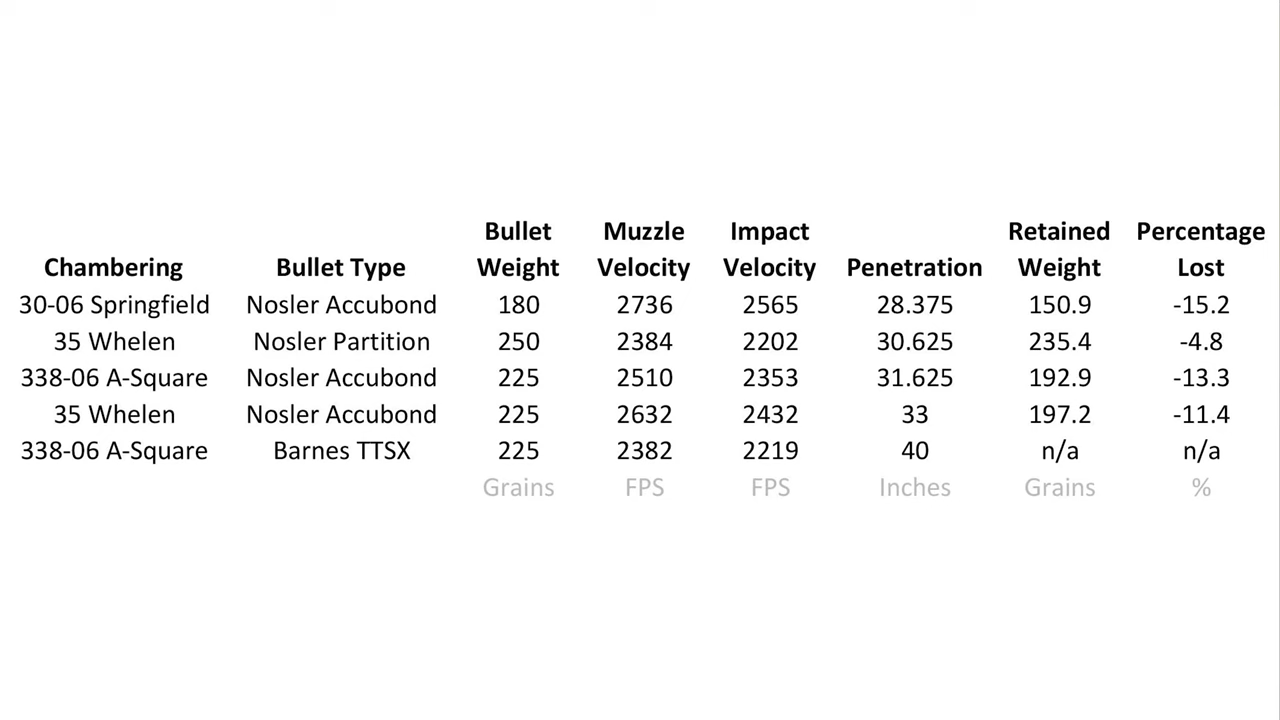 Bullet Muzzle Impact Retained Percentage
Chambering Bullet Type Weight Velocity Velocity Penetration Weight Lost
30-06 Springfield Nosler Accubond 180 2736 2565 28.375 150.9 -15.2
35 Whelen Nosler Partition 250 2384 2202 30.625 235.4 -4.8
338-06 A-Square Nosler Accubond 225 2510 2353 31.625 192.9 -13.3
35 Whelen Nosler Accubond 225 2632 2432 33 197.2 -11.4
338-06 A-Square Barnes TTSX 225 2382 2219 40 n/a n/a
Grains FPS FPS Inches Grains %